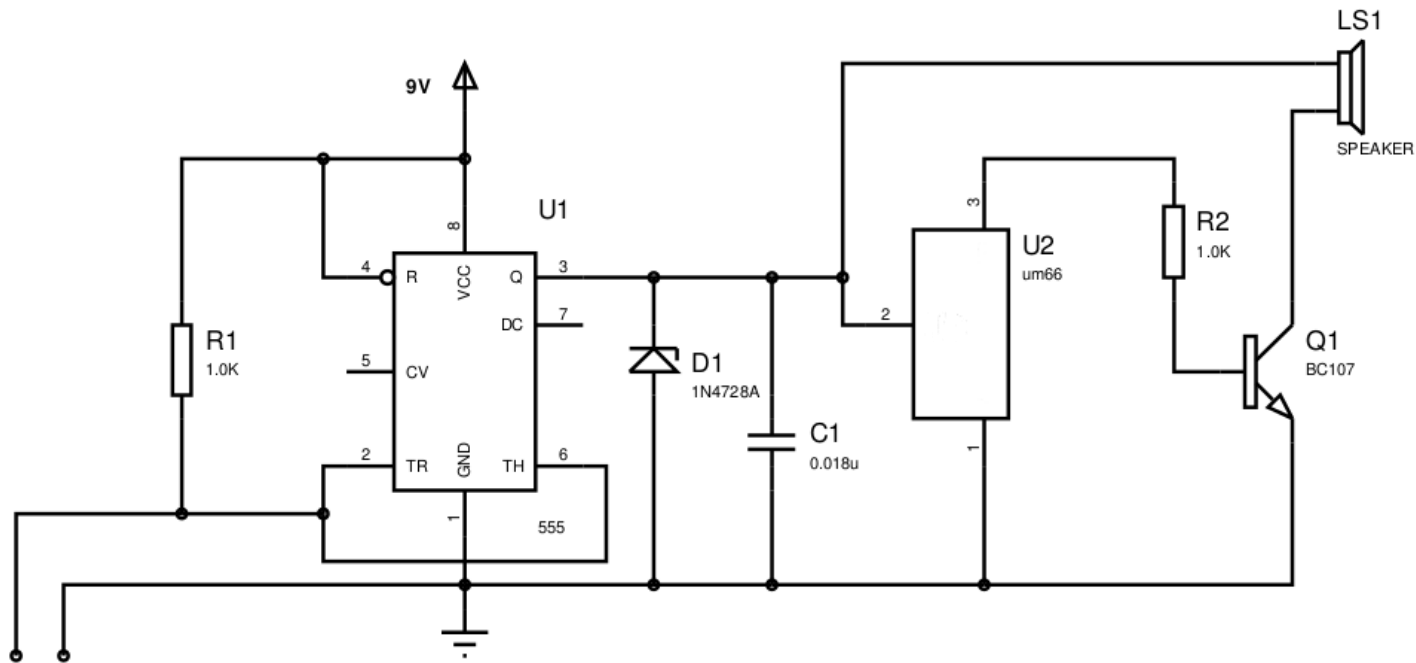 LS1
SPEAKER
9V
U1
8
4
R
VCC
Q
3
DC
7
5
CV
2
TR
GND
TH
6
1
555
R1
1.0K
D1
1N4728A
C1
0.018u
3
U2
um66
2
1
R2
1.0K
Q1
BC107